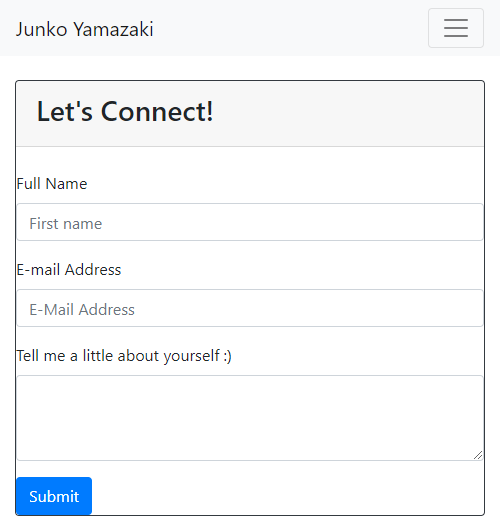 Junko Yamazaki
Let's Connect!
Full Name
First name
E-mail Address
E-Mail Address
Tell me a little about yourself :)
Submit